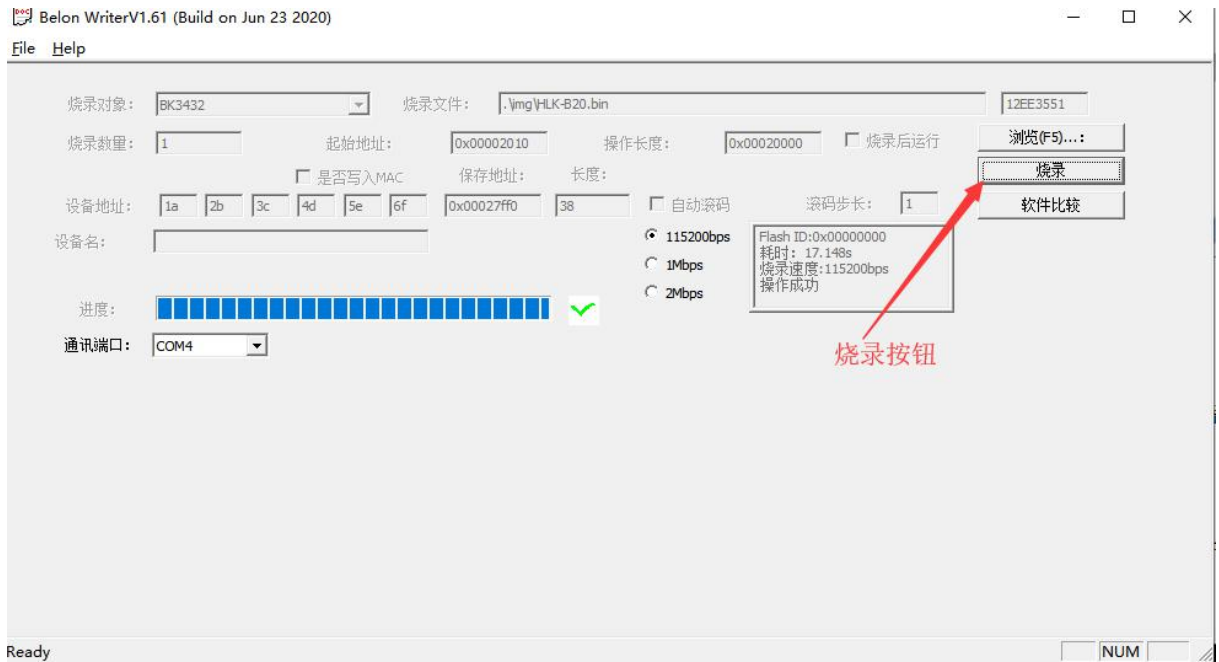 Belon WriterV1.61 (Build on Jun 23 2020)
File Help
烧录对象： BK3432 烧录文件： .\img\HLK-B20.bin 12EE3551
烧录数量： 1 起始地址： 0x00002010 操作长度： 0x00020000 烧录后运行 浏览(F5)...：
是否写入MAC 保存地址： 长度： 烧录
设备地址： 1a 2b 3c 4d 5e 6f 0x00027ff0 38 自动滚码 滚码步长： 1 软件比较
设备名： 115200bps Flash ID:0x00000000
耗时：17.148s
1Mbps 烧录速度:115200bps
操作成功
2Mbps
进度：
通讯端口： COM4
烧录按钮
Ready NUM